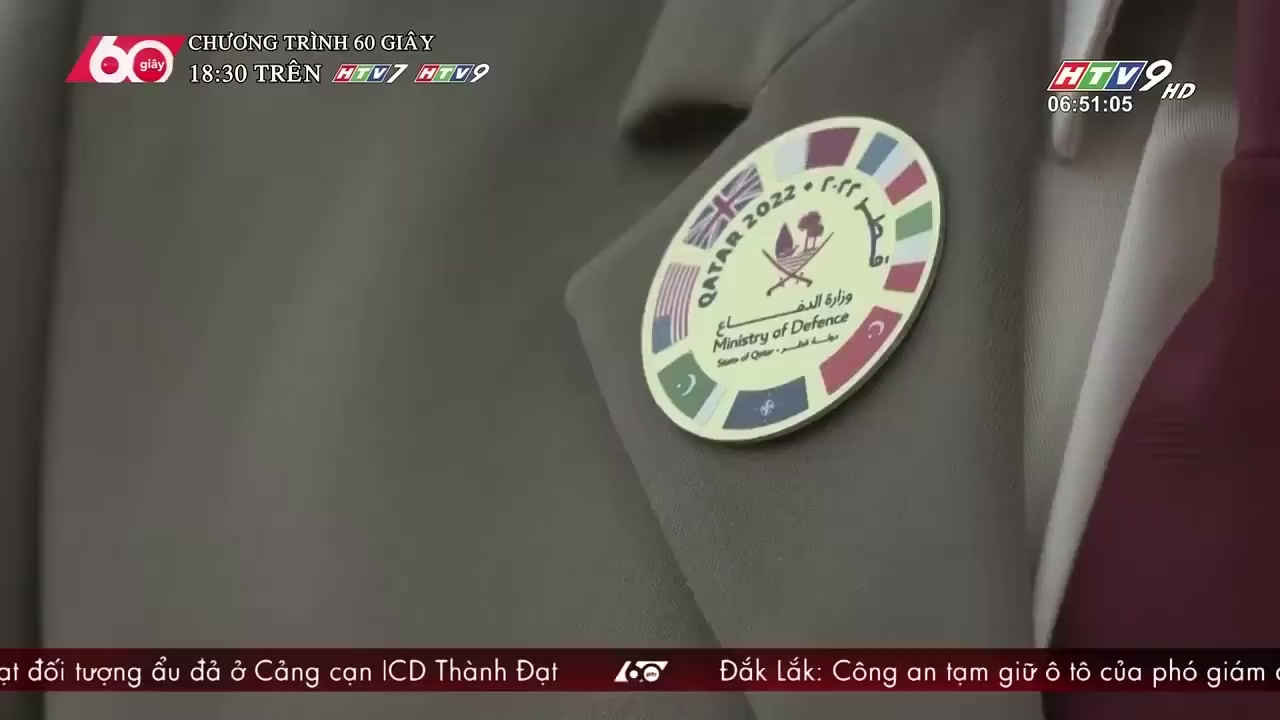 60 giây
CHƯƠNG TRÌNH 60 GIÂY
18:30 TRÊN HTV7 HTV9
HTV9 HD
06:51:05
QATAR 2022 • قطر ٢٠٢٢
وزارة الدفاع
Ministry of Defence
State of Qatar • دولة قطر
ạt đối tượng ẩu đả ở Cảng cạn ICD Thành Đạt
60 giây
Đắk Lắk: Công an tạm giữ ô tô của phó giám